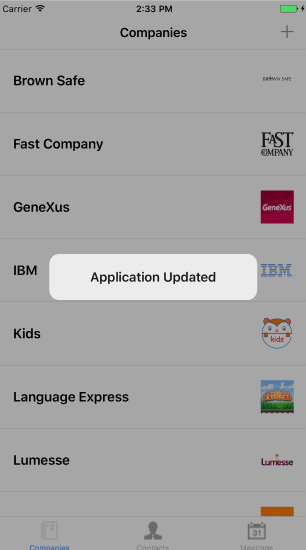 Carrier 2:33 PM
Companies +
Brown Safe
BROWN SAFE
Fast Company
FAST
COMPANY
GeneXus
GeneXus
IBM
IBM
Application Updated
Kids
kids
Language Express
Lumesse
Lumesse
31
Companies Contacts Meetings